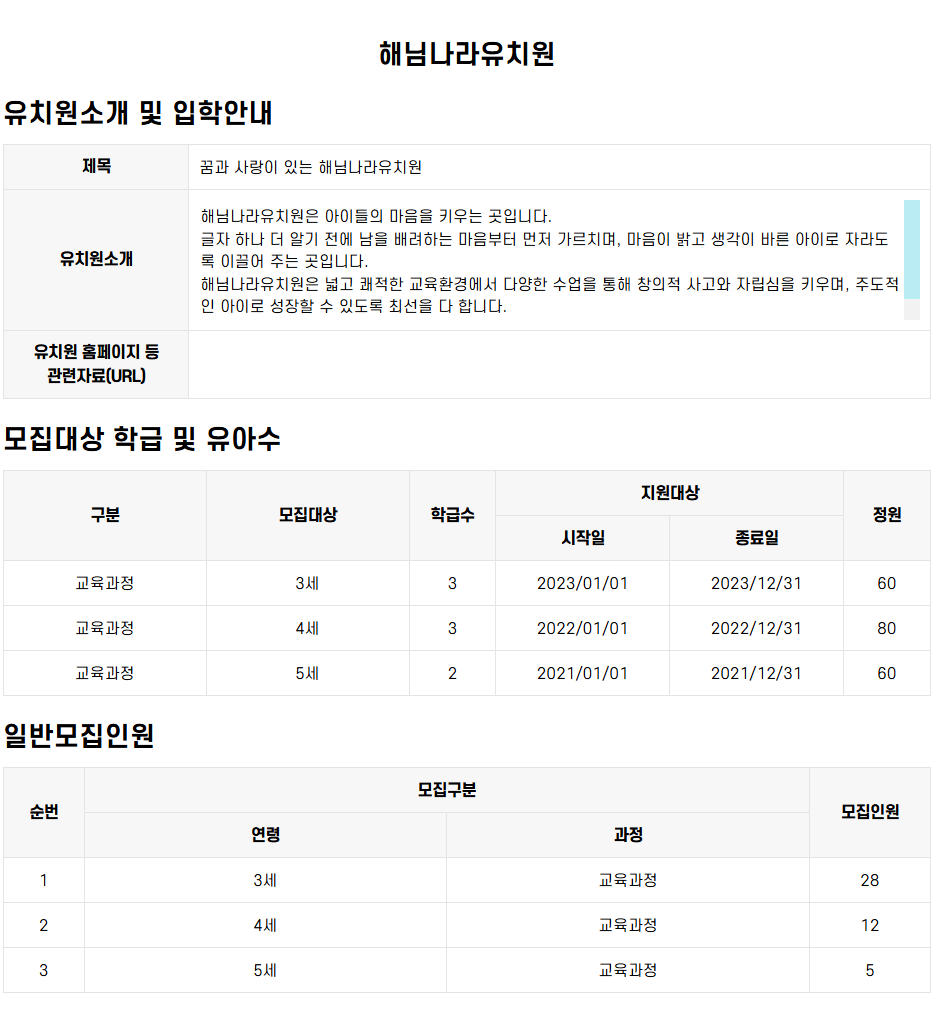 해님나라유치원
유치원소개 및 입학안내
제목 꿈과 사랑이 있는 해님나라유치원
유치원소개
해님나라유치원은 아이들의 마음을 키우는 곳입니다.
글자 하나 더 알기 전에 남을 배려하는 마음부터 먼저 가르치며, 마음이 밝고 생각이 바른 아이로 자라도
록 이끌어 주는 곳입니다.
해님나라유치원은 넓고 쾌적한 교육환경에서 다양한 수업을 통해 창의적 사고와 자립심을 키우며, 주도적
인 아이로 성장할 수 있도록 최선을 다 합니다.
유치원 홈페이지 등
관련자료(URL)
모집대상 학급 및 유아수
구분 모집대상 학급수 지원대상 정원
시작일 종료일
교육과정 3세 3 2023/01/01 2023/12/31 60
교육과정 4세 3 2022/01/01 2022/12/31 80
교육과정 5세 2 2021/01/01 2021/12/31 60
일반모집인원
순번 모집구분 모집인원
연령 과정
1 3세 교육과정 28
2 4세 교육과정 12
3 5세 교육과정 5